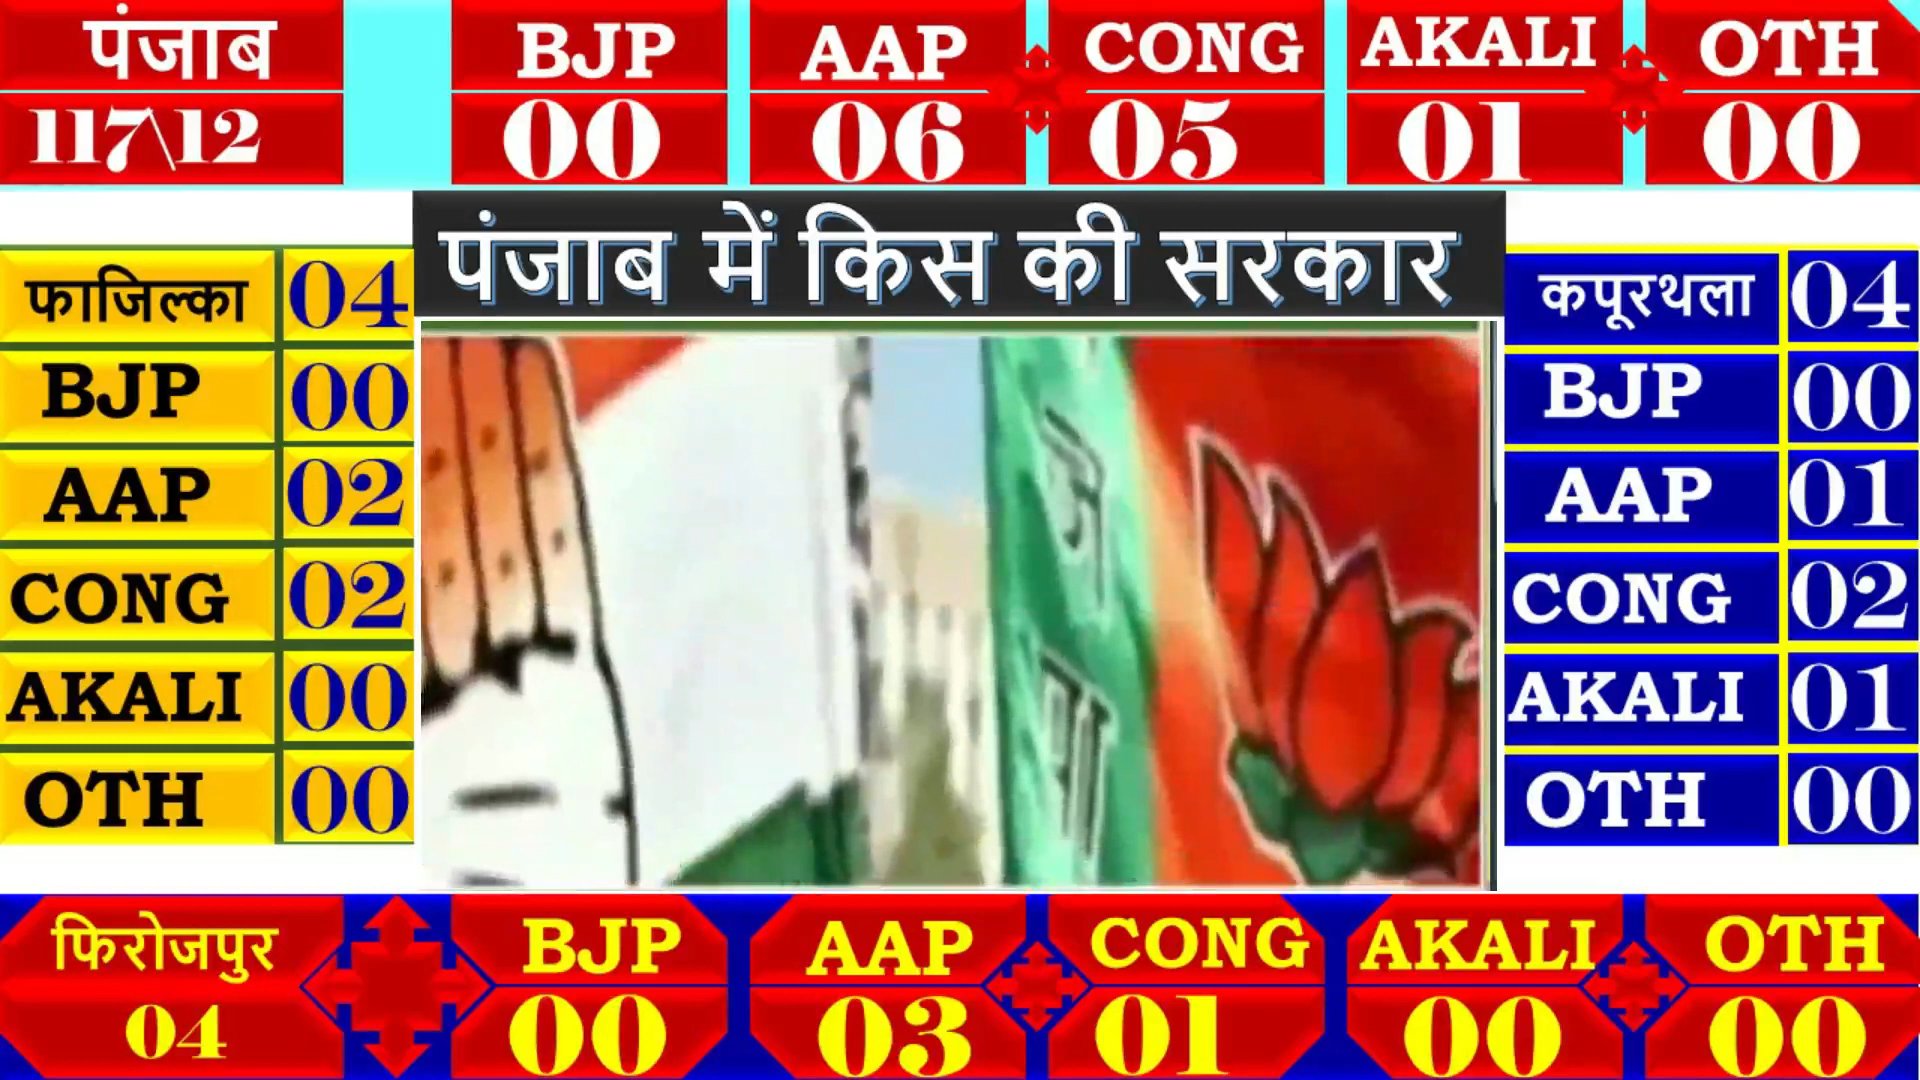 पंजाब
117\12
BJP
00
AAP
06
CONG
05
AKALI
01
OTH
00
पंजाब में किस की सरकार
फाजिल्का 04
BJP 00
AAP 02
CONG 02
AKALI 00
OTH 00
कपूरथला 04
BJP 00
AAP 01
CONG 02
AKALI 01
OTH 00
फिरोजपुर
04
BJP
00
AAP
03
CONG
01
AKALI
00
OTH
00